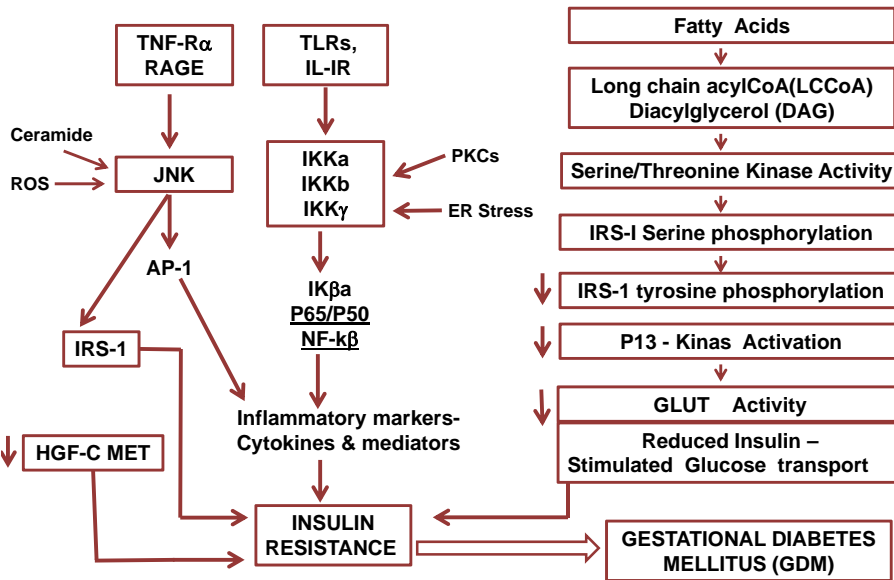 TNF-Rα
RAGE
TLRs,
IL-IR
Ceramide
ROS
JNK
IKKa
IKKb
IKKγ
PKCs
ER Stress
AP-1
IKβa
P65/P50
NF-kβ
IRS-1
Inflammatory markers-
Cytokines & mediators
HGF-C MET
INSULIN
RESISTANCE
Fatty Acids
Long chain acylCoA(LCCoA)
Diacylglycerol (DAG)
Serine/Threonine Kinase Activity
IRS-I Serine phosphorylation
IRS-1 tyrosine phosphorylation
P13 - Kinas Activation
GLUT Activity
Reduced Insulin –
Stimulated Glucose transport
GESTATIONAL DIABETES
MELLITUS (GDM)